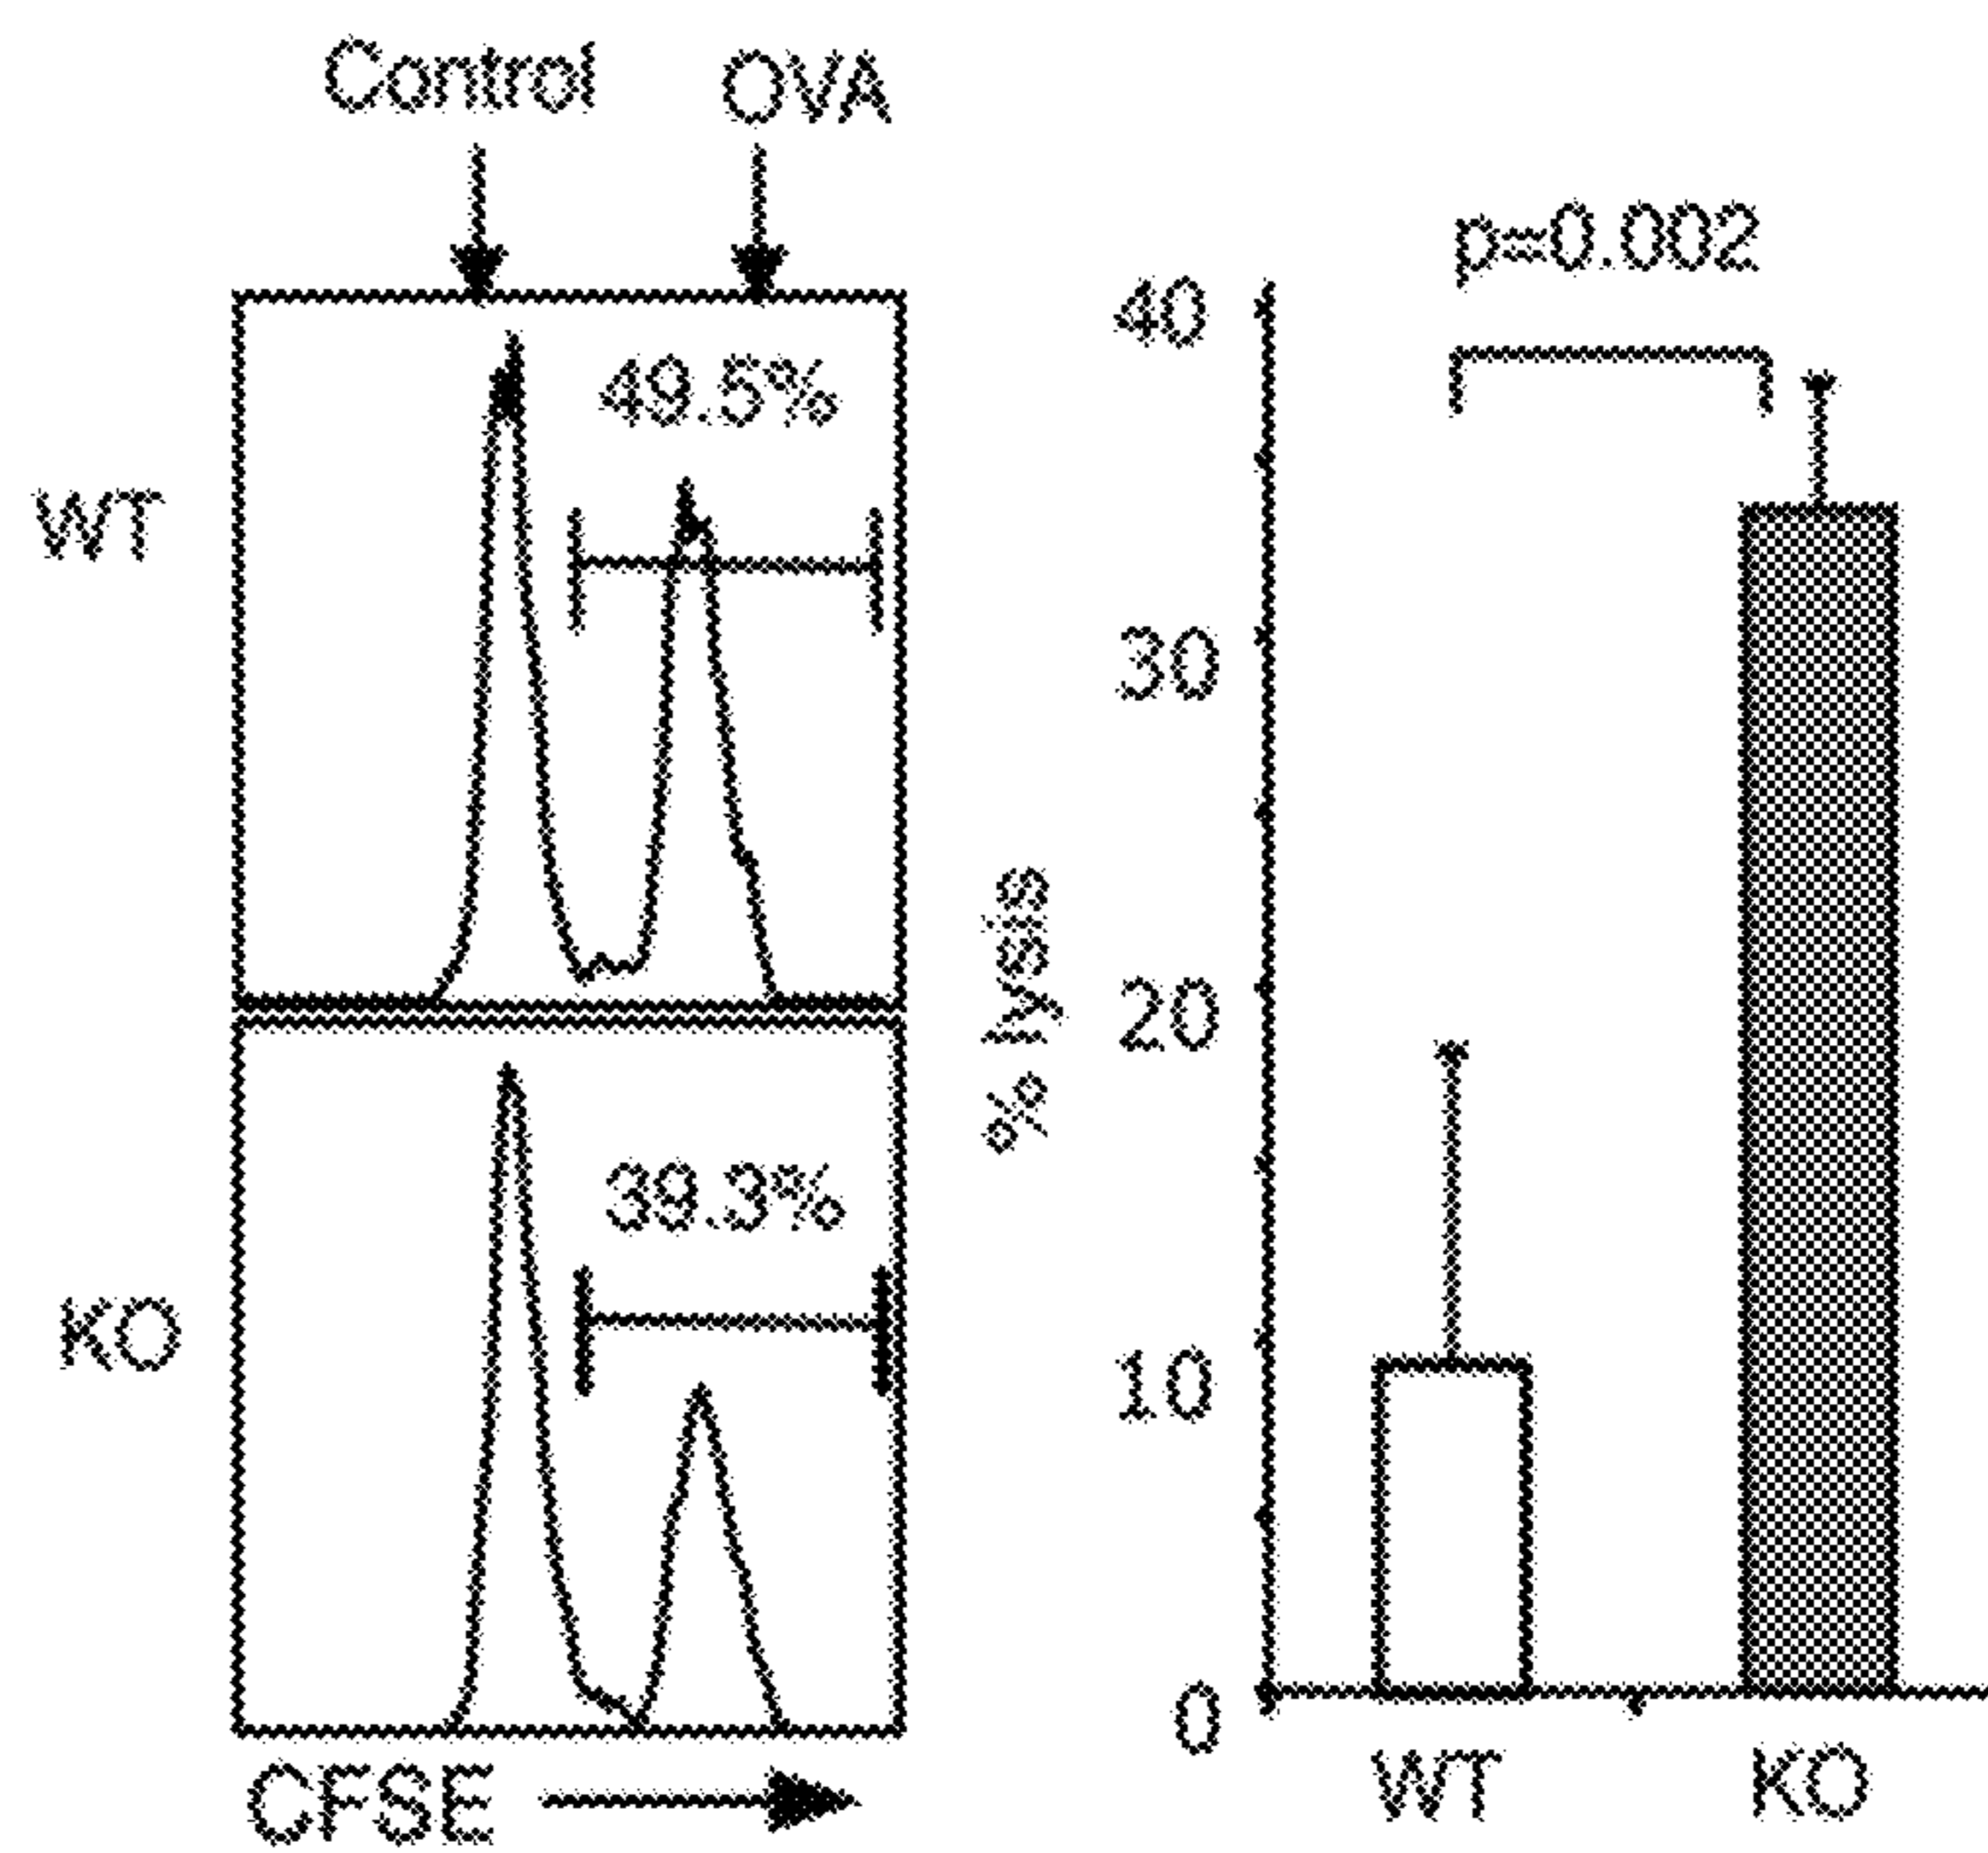 Control OVA
WT
49.5%
KO
39.3%
CFSE
% lysis
p=0.002
40
30
20
10
0
WT KO